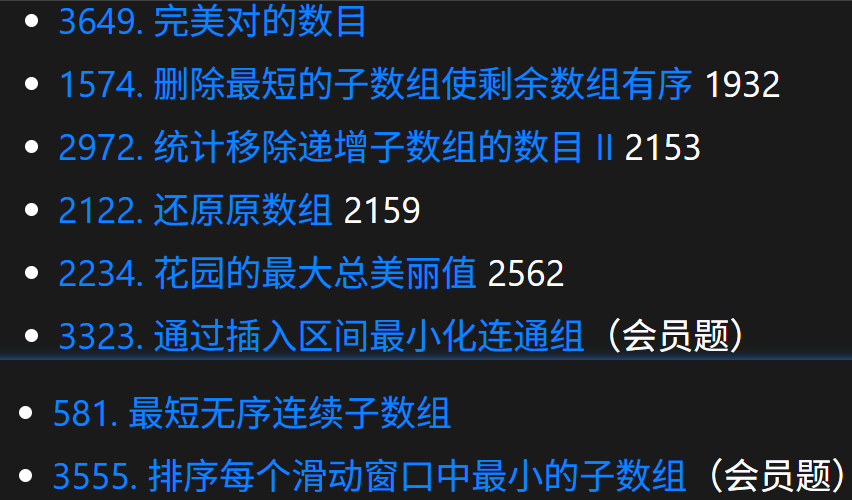 3649. 完美对的数目
1574. 删除最短的子数组使剩余数组有序 1932
2972. 统计移除递增子数组的数目 II 2153
2122. 还原原数组 2159
2234. 花园的最大总美丽值 2562
3323. 通过插入区间最小化连通组（会员题）
581. 最短无序连续子数组
3555. 排序每个滑动窗口中最小的子数组（会员题）